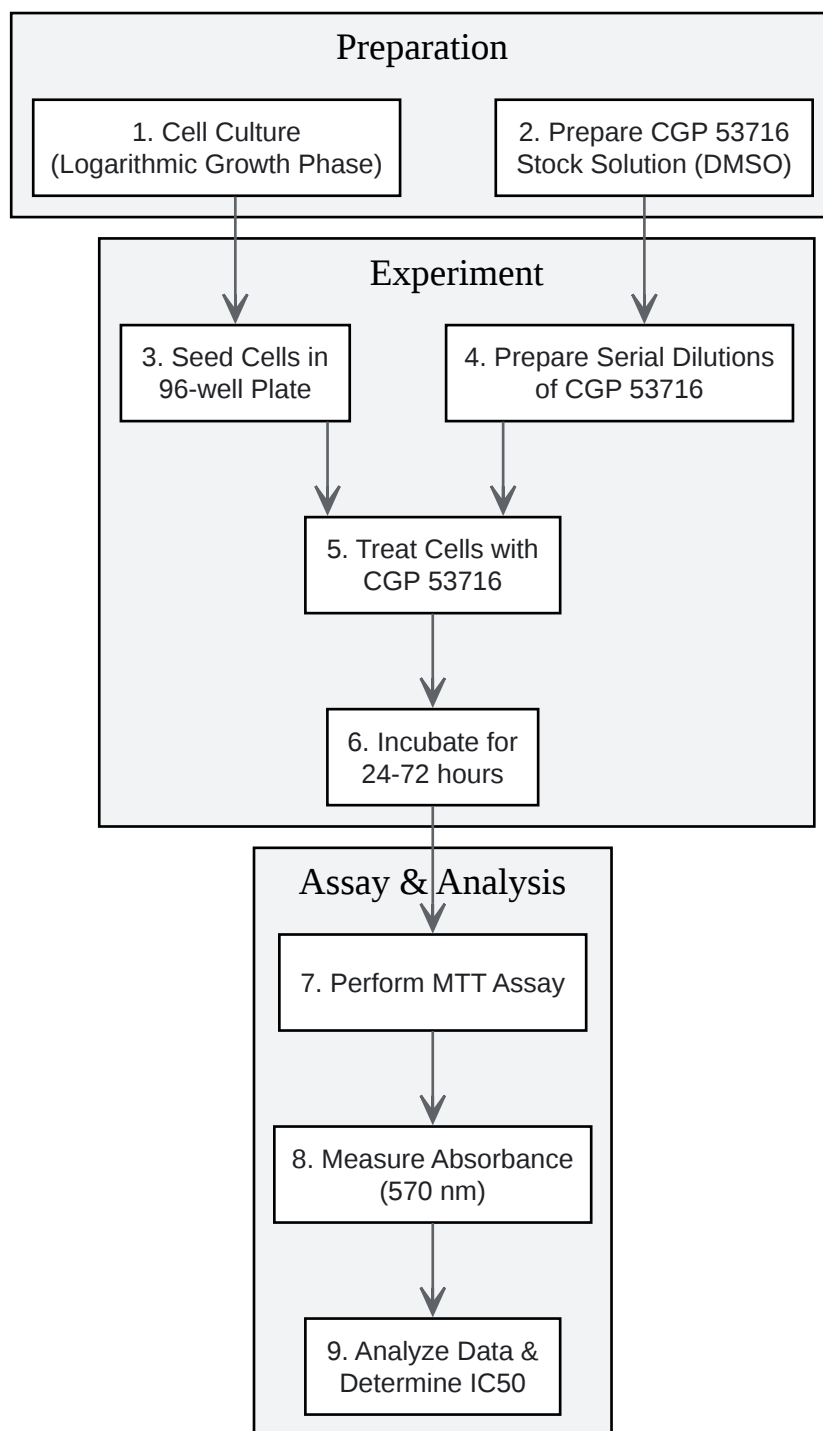 Preparation
1. Cell Culture
(Logarithmic Growth Phase)
2. Prepare CGP 53716
Stock Solution (DMSO)
Experiment
3. Seed Cells in
96-well Plate
4. Prepare Serial Dilutions
of CGP 53716
5. Treat Cells with
CGP 53716
6. Incubate for
24-72 hours
Assay & Analysis
7. Perform MTT Assay
8. Measure Absorbance
(570 nm)
9. Analyze Data &
Determine IC50